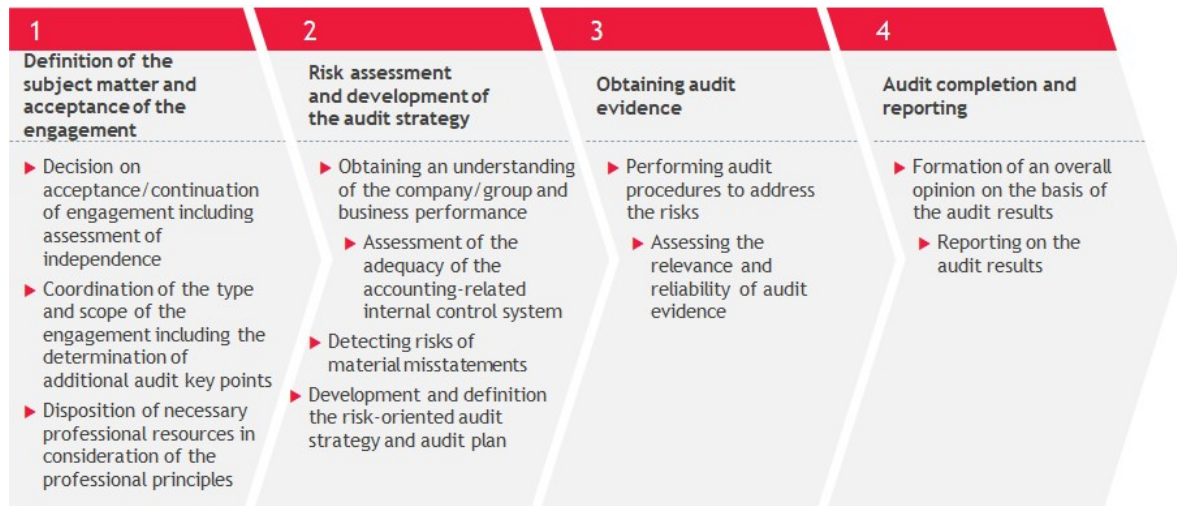 1
Definition of the
subject matter and
acceptance of the
engagement
Decision on
acceptance/continuation
of engagement including
assessment of
independence
Coordination of the type
and scope of the
engagement including the
determination of
additional audit key points
Disposition of necessary
professional resources in
consideration of the
professional principles
2
Risk assessment
and development of
the audit strategy
Obtaining an understanding
of the company/group and
business performance
Assessment of the
adequacy of the
accounting-related
internal control system
Detecting risks of
material misstatements
Development and definition
the risk-oriented audit
strategy and audit plan
3
Obtaining audit
evidence
Performing audit
procedures to address
the risks
Assessing the
relevance and
reliability of audit
evidence
4
Audit completion and
reporting
Formation of an overall
opinion on the basis of
the audit results
Reporting on the
audit results